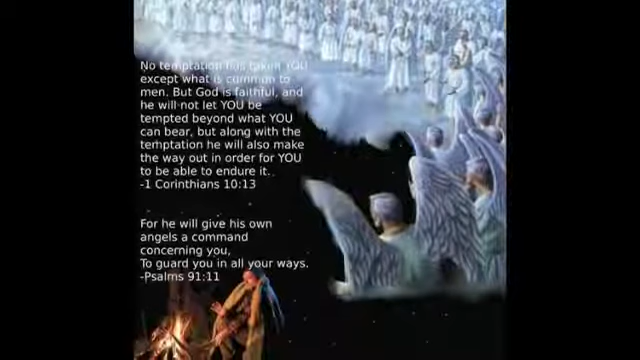 No temptation has taken YOU
except what is common to
men. But God is faithful, and
he will not let YOU be
tempted beyond what YOU
can bear, but along with the
temptation he will also make
the way out in order for YOU
to be able to endure it.
-1 Corinthians 10:13
For he will give his own
angels a command
concerning you,
To guard you in all your ways.
-Psalms 91:11